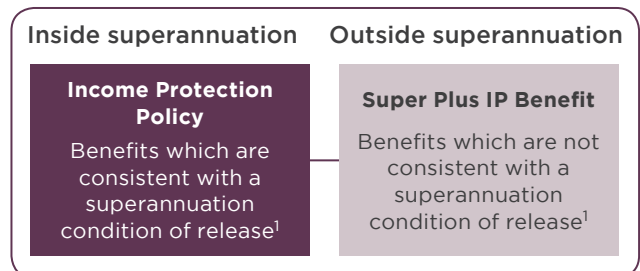 Inside superannuation
Outside superannuation
Income Protection
Policy
Benefits which are
consistent with a
superannuation
condition of release¹
Super Plus IP Benefit
Benefits which are not
consistent with a
superannuation
condition of release¹